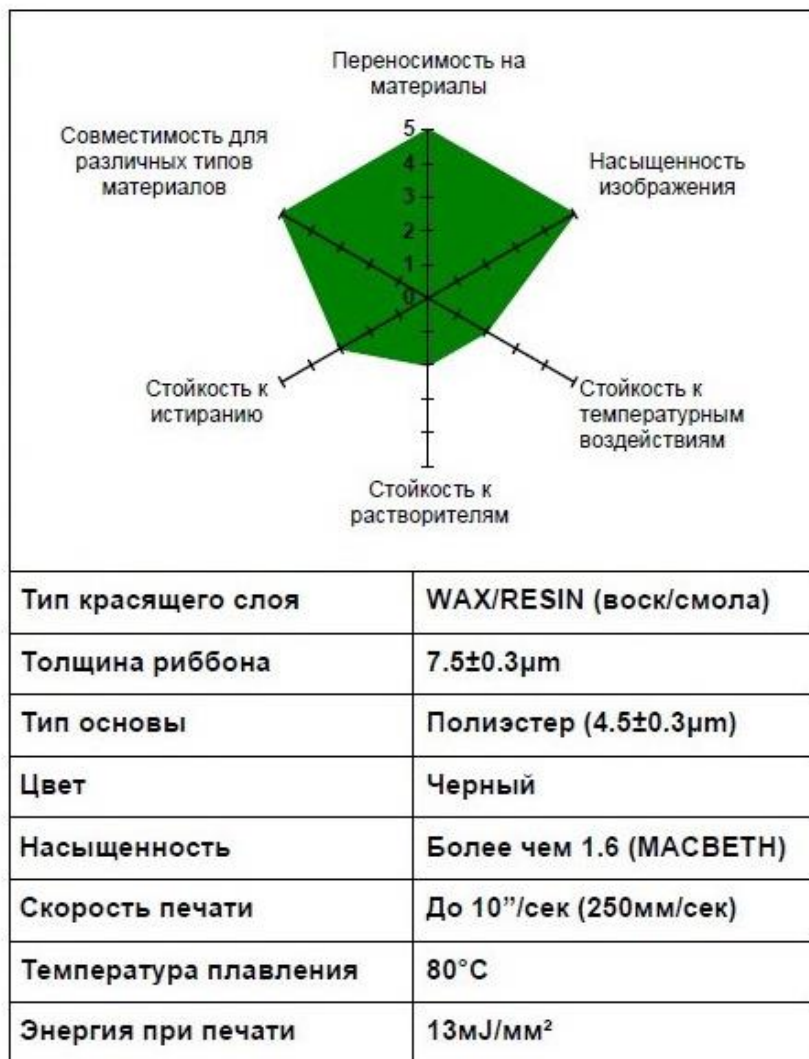 Переносимость на
материалы
Совместимость для
различных типов
материалов
Насыщенность
изображения
5
4
3
2
1
0
Стойкость к
истиранию
Стойкость к
температурным
воздействиям
Стойкость к
растворителям
Тип красящего слоя WAX/RESIN (воск/смола)
Толщина риббона 7.5±0.3µm
Тип основы Полиэстер (4.5±0.3µm)
Цвет Черный
Насыщенность Более чем 1.6 (MACBETH)
Скорость печати До 10”/сек (250мм/сек)
Температура плавления 80°C
Энергия при печати 13мJ/мм²